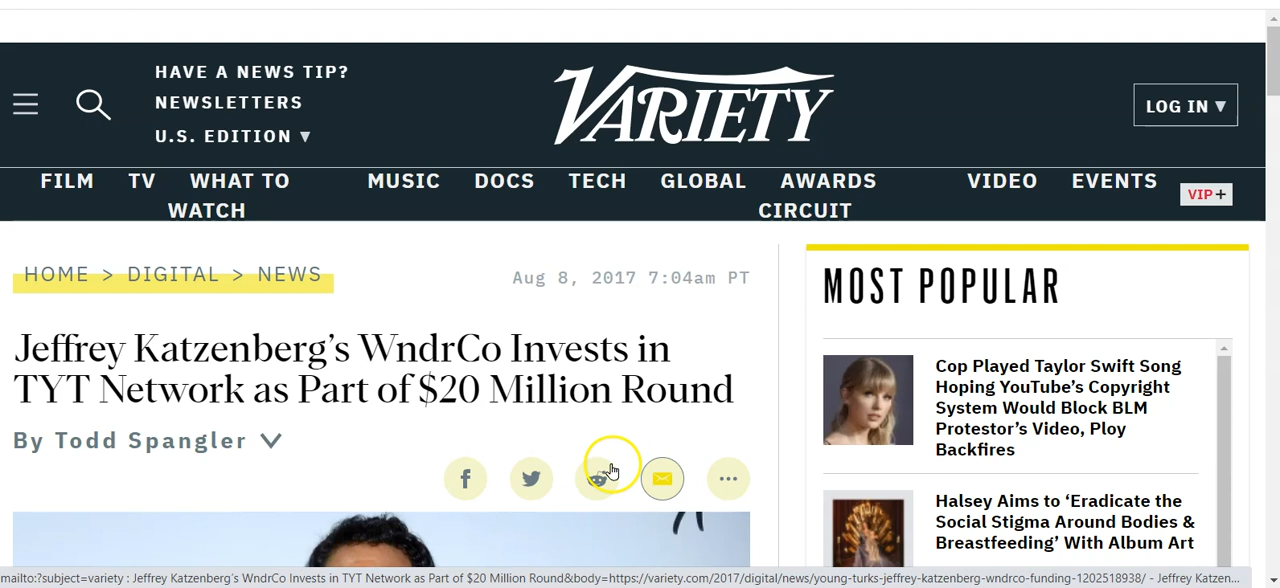 HAVE A NEWS TIP?
NEWSLETTERS
U.S. EDITION ▼
VARIETY
LOG IN ▼
FILM TV WHAT TO WATCH MUSIC DOCS TECH GLOBAL AWARDS CIRCUIT VIDEO EVENTS VIP+
HOME > DIGITAL > NEWS
Aug 8, 2017 7:04am PT
Jeffrey Katzenberg's WndrCo Invests in
TYT Network as Part of $20 Million Round
By Todd Spangler
MOST POPULAR
Cop Played Taylor Swift Song
Hoping YouTube's Copyright
System Would Block BLM
Protestor's Video, Ploy
Backfires
Halsey Aims to ‘Eradicate the
Social Stigma Around Bodies &
Breastfeeding’ With Album Art
mailto:?subject=variety : Jeffrey Katzenberg's WndrCo Invests in TYT Network as Part of $20 Million Round&body=https://variety.com/2017/digital/news/young-turks-jeffrey-katzenberg-wndrco-funding-1202518938/ - Jeffrey Katzen...